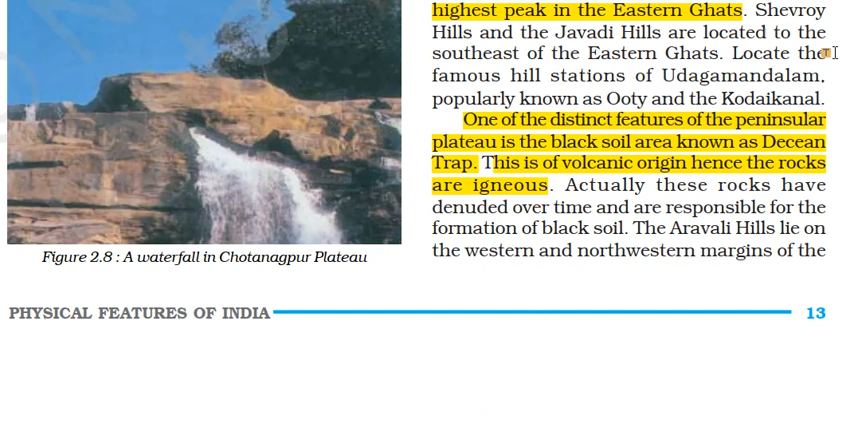 highest peak in the Eastern Ghats. Shevroy
Hills and the Javadi Hills are located to the
southeast of the Eastern Ghats. Locate the
famous hill stations of Udagamandalam,
popularly known as Ooty and the Kodaikanal.
One of the distinct features of the peninsular
plateau is the black soil area known as Decean
Trap. This is of volcanic origin hence the rocks
are igneous. Actually these rocks have
denuded over time and are responsible for the
formation of black soil. The Aravali Hills lie on
the western and northwestern margins of the
Figure 2.8 : A waterfall in Chotanagpur Plateau
PHYSICAL FEATURES OF INDIA
13